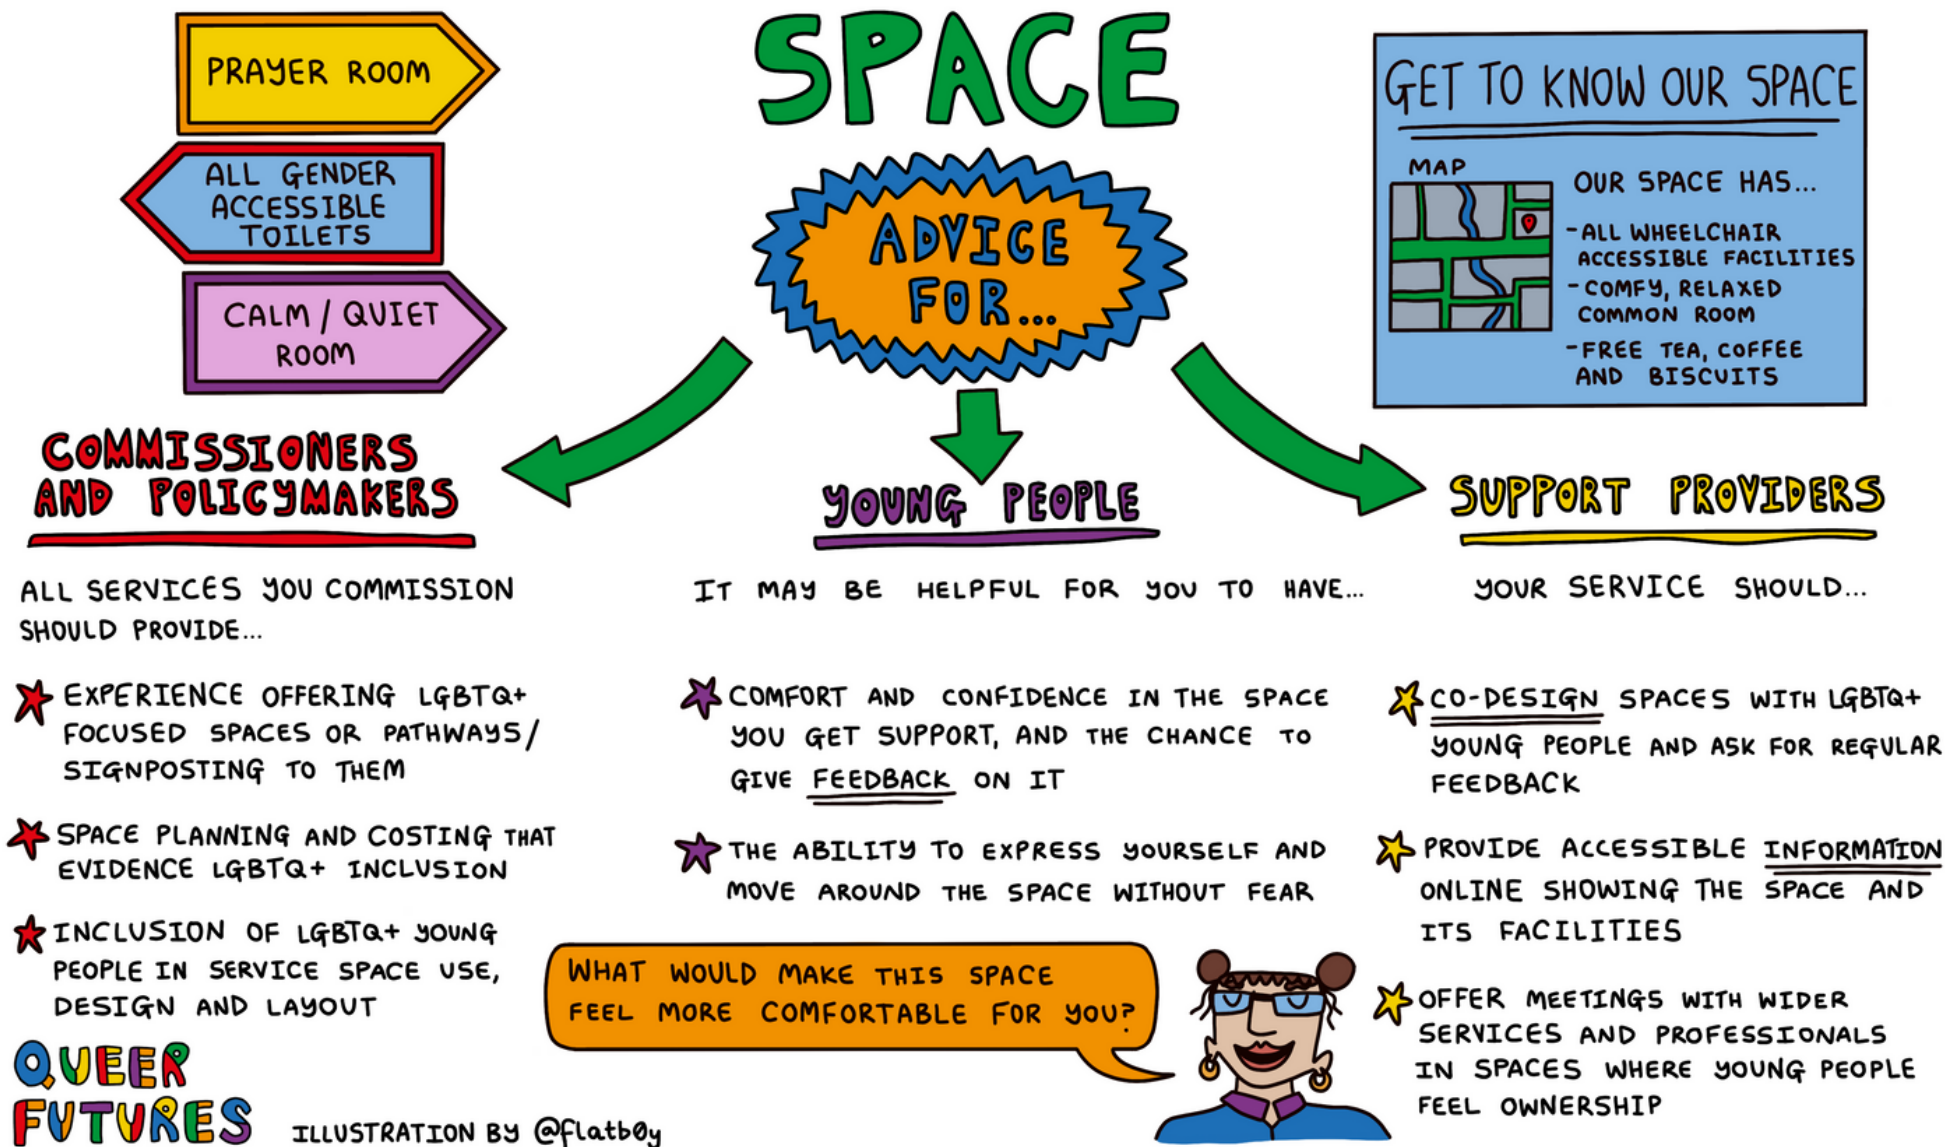 SPACE
ADVICE
FOR...
PRAYER ROOM
ALL GENDER
ACCESSIBLE
TOILETS
CALM / QUIET
ROOM
GET TO KNOW OUR SPACE
MAP
OUR SPACE HAS...
-ALL WHEELCHAIR
ACCESSIBLE FACILITIES
-COMFY, RELAXED
COMMON ROOM
-FREE TEA, COFFEE
AND BISCUITS
COMMISSIONERS
AND POLICYMAKERS
ALL SERVICES YOU COMMISSION
SHOULD PROVIDE...
EXPERIENCE OFFERING LGBTQ+
FOCUSED SPACES OR PATHWAYS/
SIGNPOSTING TO THEM
SPACE PLANNING AND COSTING THAT
EVIDENCE LGBTQ+ INCLUSION
INCLUSION OF LGBTQ+ YOUNG
PEOPLE IN SERVICE SPACE USE,
DESIGN AND LAYOUT
YOUNG PEOPLE
IT MAY BE HELPFUL FOR YOU TO HAVE...
COMFORT AND CONFIDENCE IN THE SPACE
YOU GET SUPPORT, AND THE CHANCE TO
GIVE FEEDBACK ON IT
THE ABILITY TO EXPRESS YOURSELF AND
MOVE AROUND THE SPACE WITHOUT FEAR
WHAT WOULD MAKE THIS SPACE
FEEL MORE COMFORTABLE FOR YOU?
SUPPORT PROVIDERS
YOUR SERVICE SHOULD...
CO-DESIGN SPACES WITH LGBTQ+
YOUNG PEOPLE AND ASK FOR REGULAR
FEEDBACK
PROVIDE ACCESSIBLE INFORMATION
ONLINE SHOWING THE SPACE AND
ITS FACILITIES
OFFER MEETINGS WITH WIDER
SERVICES AND PROFESSIONALS
IN SPACES WHERE YOUNG PEOPLE
FEEL OWNERSHIP
QUEER
FUTURES
ILLUSTRATION BY @flatb0y